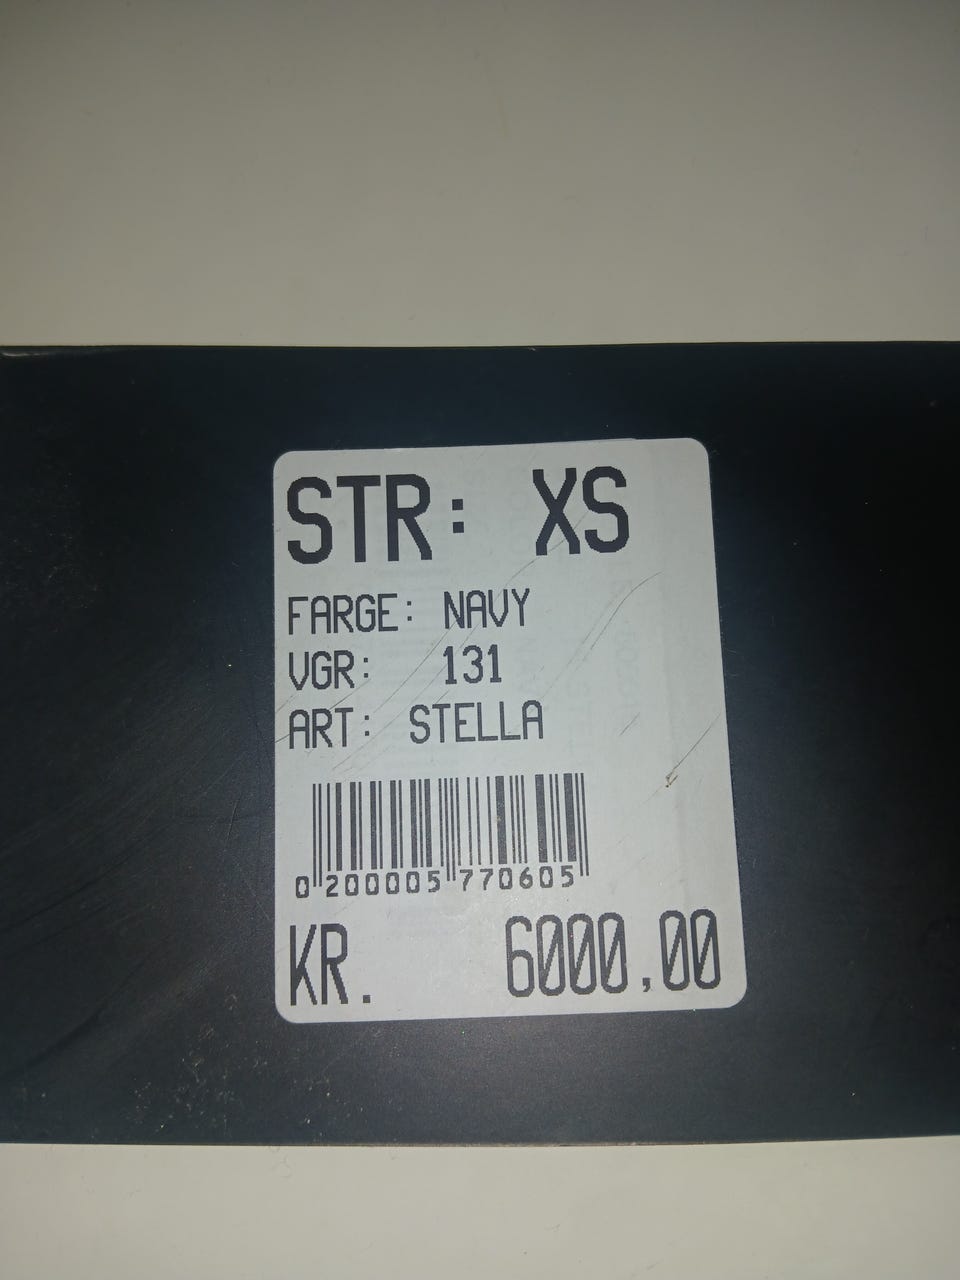 STR: XS
FARGE: NAVY
VGR: 131
ART: STELLA
0 200005 770605
KR. 6000,00